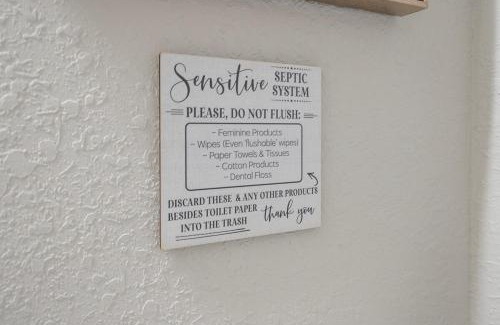 Sensitive SEPTIC
SYSTEM
PLEASE, DO NOT FLUSH:
~ Feminine Products
~ Wipes (Even 'flushable' wipes)
~ Paper Towels & Tissues
~ Cotton Products
~ Dental Floss
DISCARD THESE & ANY OTHER PRODUCTS
BESIDES TOILET PAPER
INTO THE TRASH
thank you